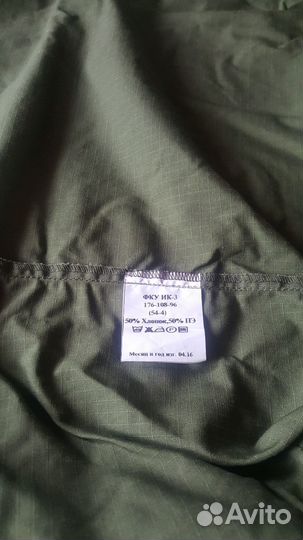 ФКУ ИК-3
176-108-96
(54-4)
50% Хлопок,50% ПЭ
Месяц и год изг. 04.16
Avito